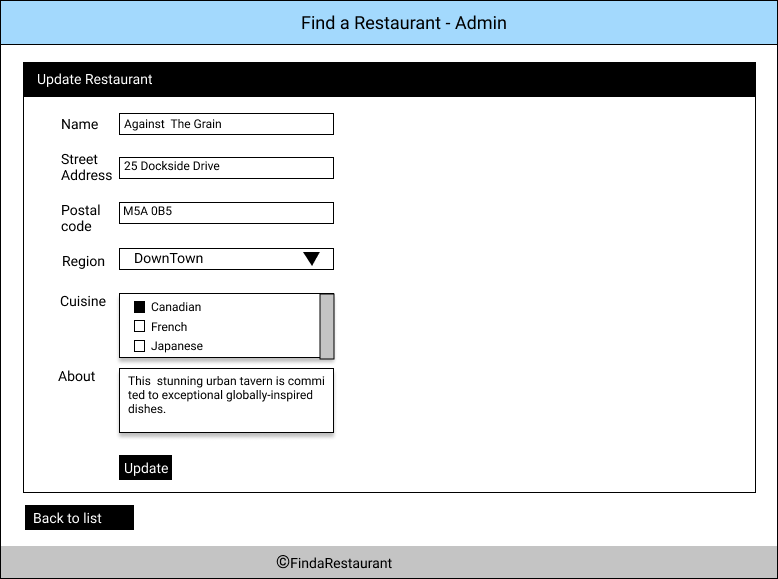 Find a Restaurant - Admin
Update Restaurant
Name
Against  The Grain
Street
Address
25 Dockside Drive
Postal
code
M5A 0B5
Region
DownTown
Cuisine
Canadian
French
Japanese
About
This  stunning urban tavern is commi
ted to exceptional globally-inspired
dishes.
Update
Back to list
©FindaRestaurant